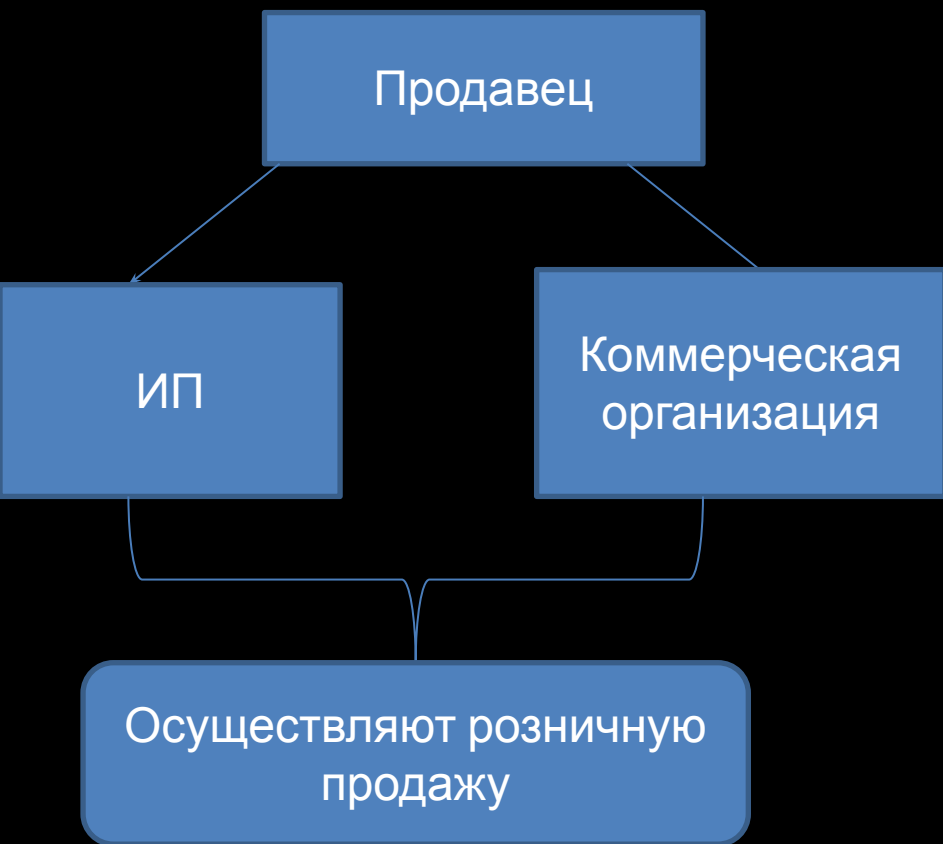 Продавец
ИП
Коммерческая
организация
Осуществляют розничную
продажу